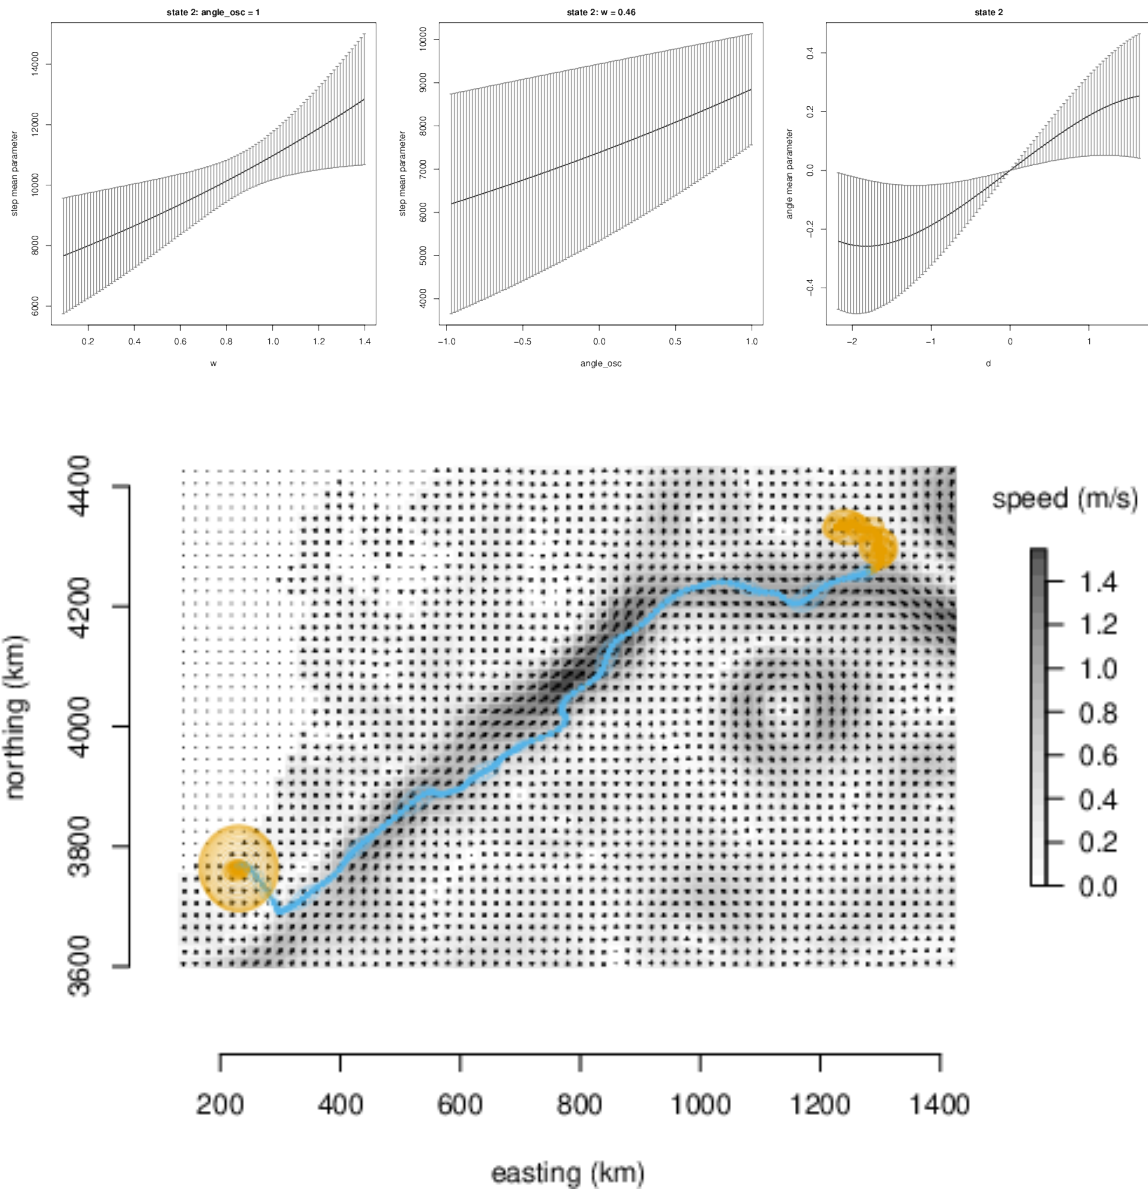 state 2: angle_osc = 1
step mean parameter
6000 8000 10000 12000 14000
0.2 0.4 0.6 0.8 1.0 1.2 1.4
w
state 2: w = 0.46
step mean parameter
4000 5000 6000 7000 8000 9000 10000
−1.0 −0.5 0.0 0.5 1.0
angle_osc
state 2
angle mean parameter
−0.4 −0.2 0.0 0.2 0.4
−2 −1 0 1
d
northing (km)
3600 3800 4000 4200 4400
200 400 600 800 1000 1200 1400
easting (km)
speed (m/s)
1.4
1.2
1.0
0.8
0.6
0.4
0.2
0.0